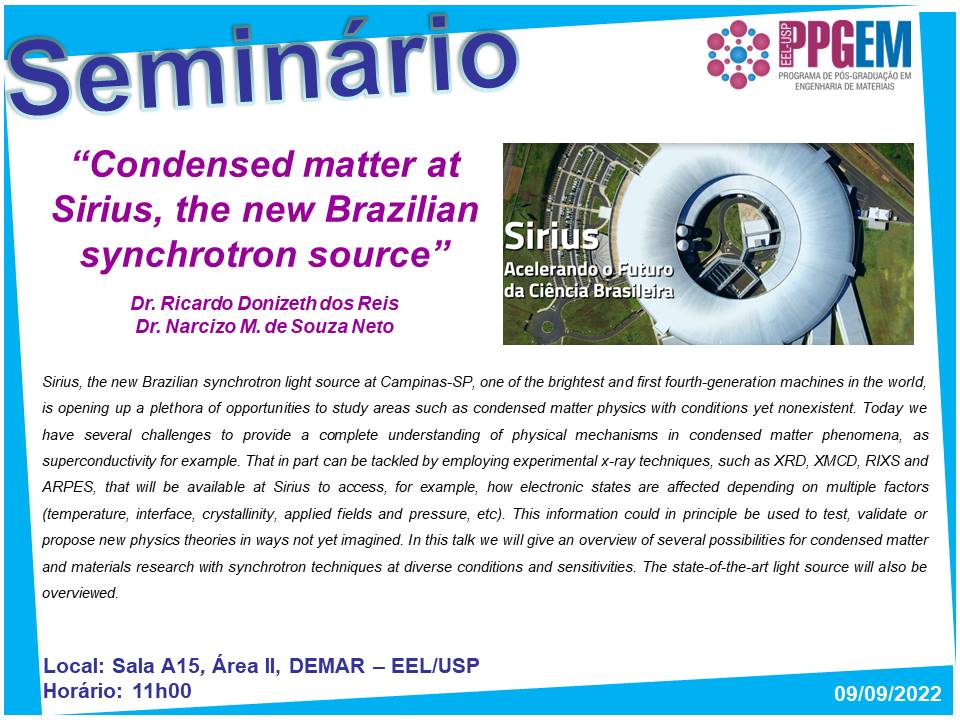 Seminário
EEL-USP
PPGEM
PROGRAMA DE PÓS-GRADUAÇÃO EM
ENGENHARIA DE MATERIAIS
“Condensed matter at
Sirius, the new Brazilian
synchrotron source”
Dr. Ricardo Donizeth dos Reis
Dr. Narcizo M. de Souza Neto
Sirius
Acelerando o Futuro
da Ciência Brasileira
Sirius, the new Brazilian synchrotron light source at Campinas-SP, one of the brightest and first fourth-generation machines in the world,
is opening up a plethora of opportunities to study areas such as condensed matter physics with conditions yet nonexistent. Today we
have several challenges to provide a complete understanding of physical mechanisms in condensed matter phenomena, as
superconductivity for example. That in part can be tackled by employing experimental x-ray techniques, such as XRD, XMCD, RIXS and
ARPES, that will be available at Sirius to access, for example, how electronic states are affected depending on multiple factors
(temperature, interface, crystallinity, applied fields and pressure, etc). This information could in principle be used to test, validate or
propose new physics theories in ways not yet imagined. In this talk we will give an overview of several possibilities for condensed matter
and materials research with synchrotron techniques at diverse conditions and sensitivities. The state-of-the-art light source will also be
overviewed.
Local: Sala A15, Área II, DEMAR – EEL/USP
Horário: 11h00
09/09/2022